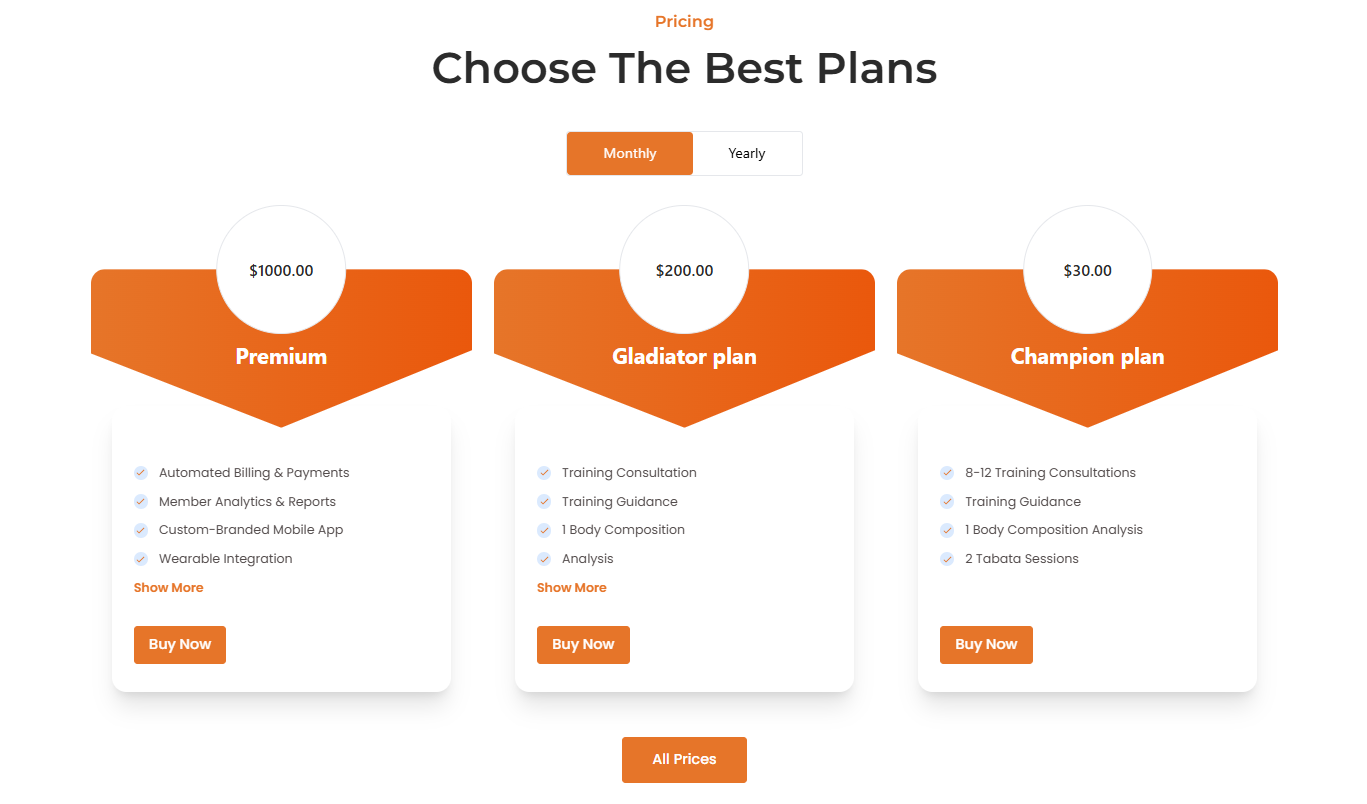 Pricing
Choose The Best Plans
Monthly
Yearly
$1000.00
Premium
Automated Billing & Payments
Member Analytics & Reports
Custom-Branded Mobile App
Wearable Integration
Show More
Buy Now
$200.00
Gladiator plan
Training Consultation
Training Guidance
1 Body Composition
Analysis
Show More
Buy Now
$30.00
Champion plan
8-12 Training Consultations
Training Guidance
1 Body Composition Analysis
2 Tabata Sessions
Buy Now
All Prices